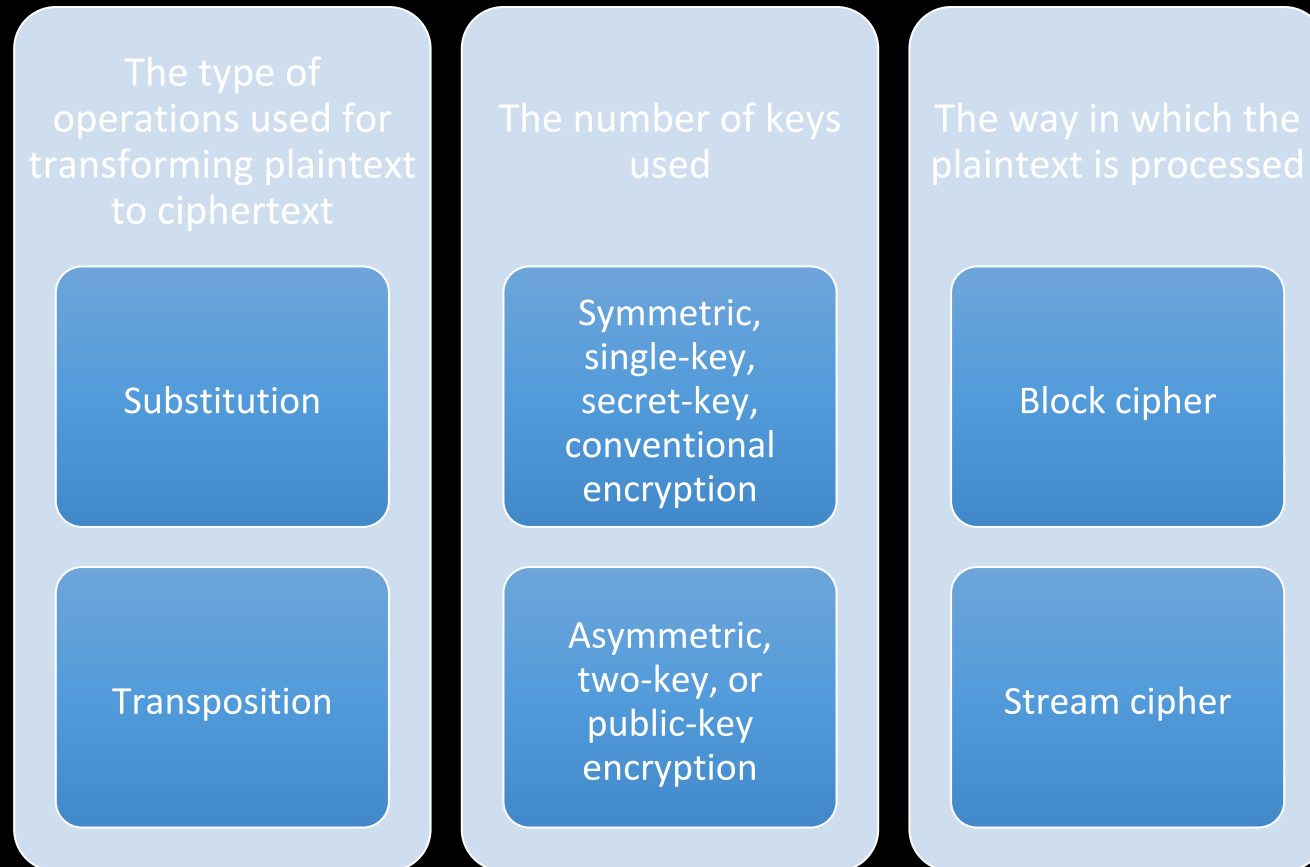 The type of
operations used for
transforming plaintext
to ciphertext
Substitution
Transposition
The number of keys
used
Symmetric,
single-key,
secret-key,
conventional
encryption
Asymmetric,
two-key, or
public-key
encryption
The way in which the
plaintext is processed
Block cipher
Stream cipher